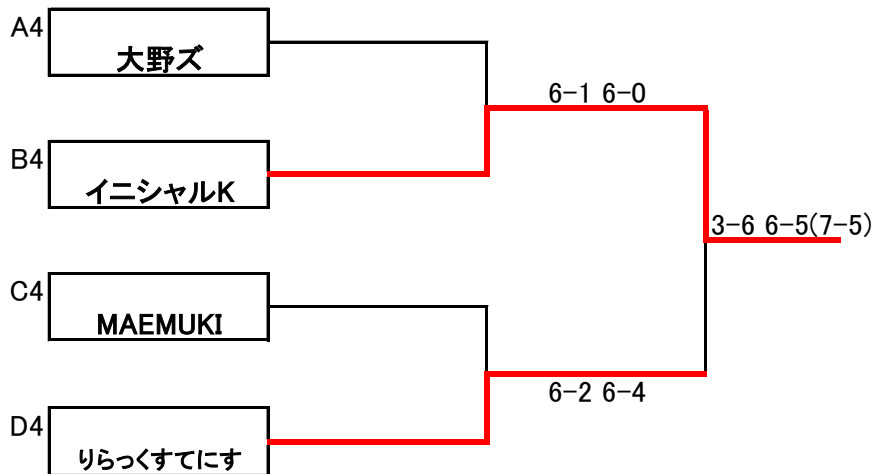 A4
大野ズ
6-1 6-0
B4
イニシャルK
3-6 6-5(7-5)
C4
MAEMUKI
6-2 6-4
D4
りらっくすてにす